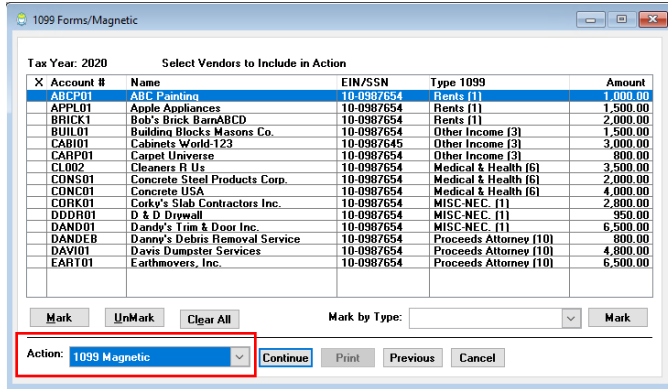 1099 Forms/Magnetic
Tax Year: 2020 Select Vendors to Include in Action
X Account # Name EIN/SSN Type 1099 Amount
ABCP01 ABC Painting 10-0987654 Rents (1) 1,000.00
APPL01 Apple Appliances 10-0987654 Rents (1) 1,500.00
BRICK1 Bob's Brick BarnABCD 10-0987654 Rents (1) 2,000.00
BUIL01 Building Blocks Masons Co. 10-0987654 Other Income (3) 1,500.00
CABI01 Cabinets World-123 10-0987645 Other Income (3) 3,000.00
CARP01 Carpet Universe 10-0987654 Other Income (3) 800.00
CL002 Cleaners R Us 10-0987654 Medical & Health (6) 3,500.00
CONS01 Concrete Steel Products Corp. 10-0987654 Medical & Health (6) 2,000.00
CONC01 Concrete USA 10-0987654 Medical & Health (6) 4,000.00
CORK01 Corky's Slab Contractors Inc. 10-0987654 MISC-NEC. (1) 2,800.00
DDDR01 D & D Drywall 10-0987654 MISC-NEC. (1) 950.00
DAND01 Dandy's Trim & Door Inc. 10-0987654 MISC-NEC. (1) 6,500.00
DANDEB Danny's Debris Removal Service 10-0987654 Proceeds Attorney (10) 800.00
DAVI01 Davis Dumpster Services 10-0987654 Proceeds Attorney (10) 4,800.00
EART01 Earthmovers, Inc. 10-0987654 Proceeds Attorney (10) 6,500.00
Mark UnMark Clear All Mark by Type: Mark
Action: 1099 Magnetic Continue Print Previous Cancel